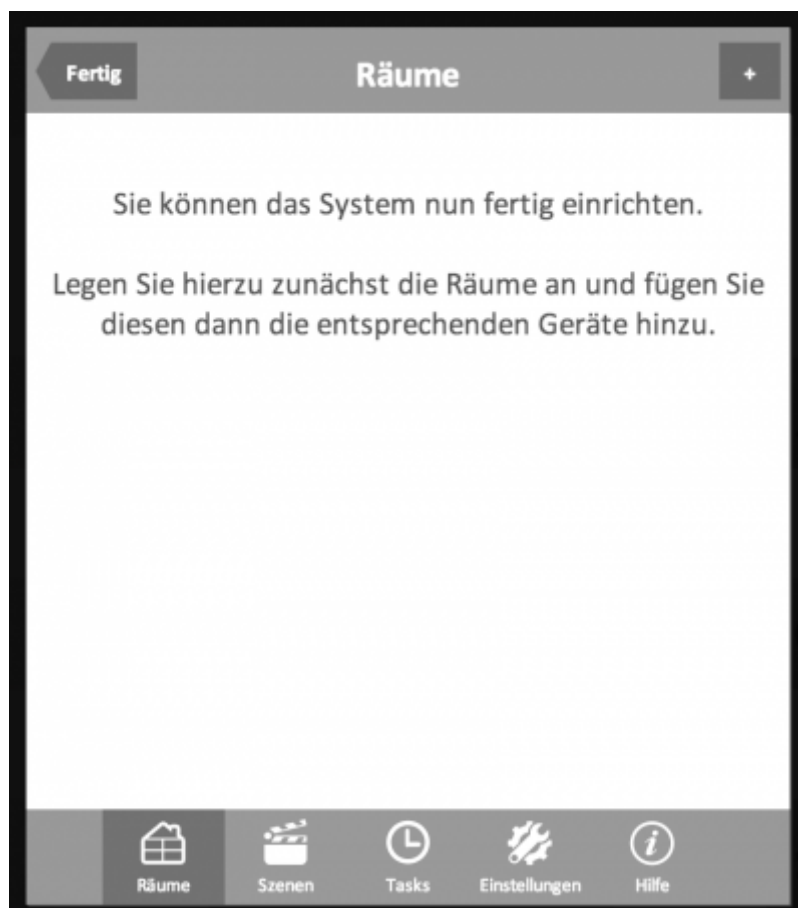 Fertig
Räume
+
Sie können das System nun fertig einrichten.
Legen Sie hierzu zunächst die Räume an und fügen Sie
diesen dann die entsprechenden Geräte hinzu.
Räume
Szenen
Tasks
Einstellungen
Hilfe